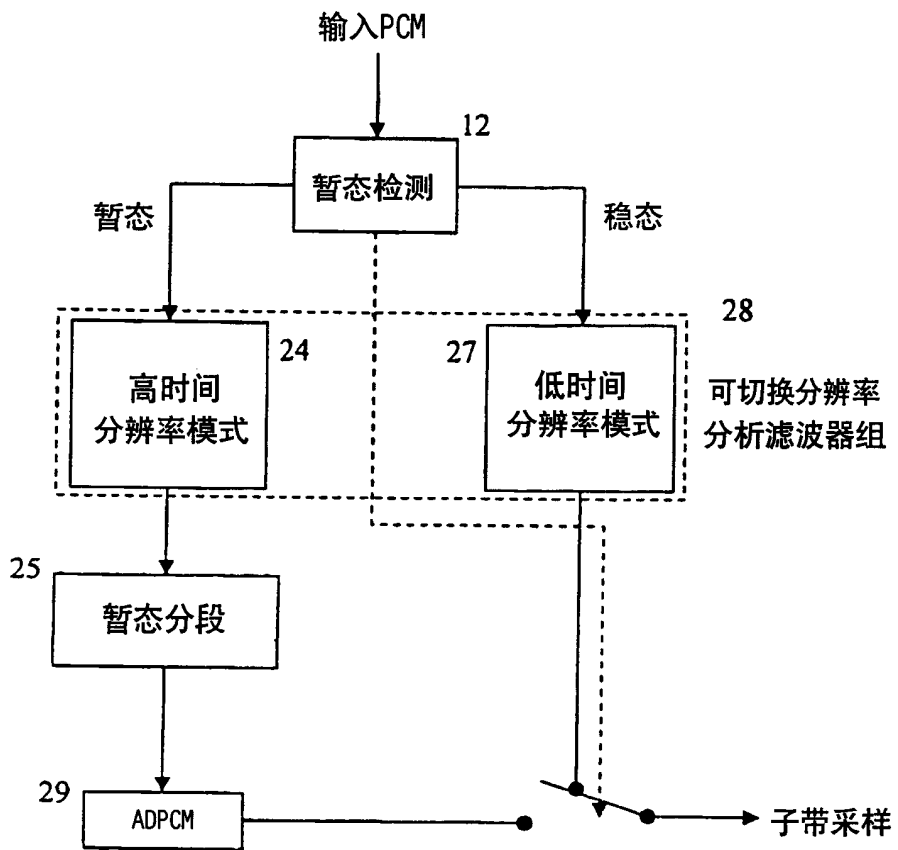 输入PCM
12
暂态检测
暂态
稳态
28
24
27
高时间
分辨率模式
低时间
分辨率模式
可切换分辨率
分析滤波器组
25
暂态分段
29
ADPCM
子带采样